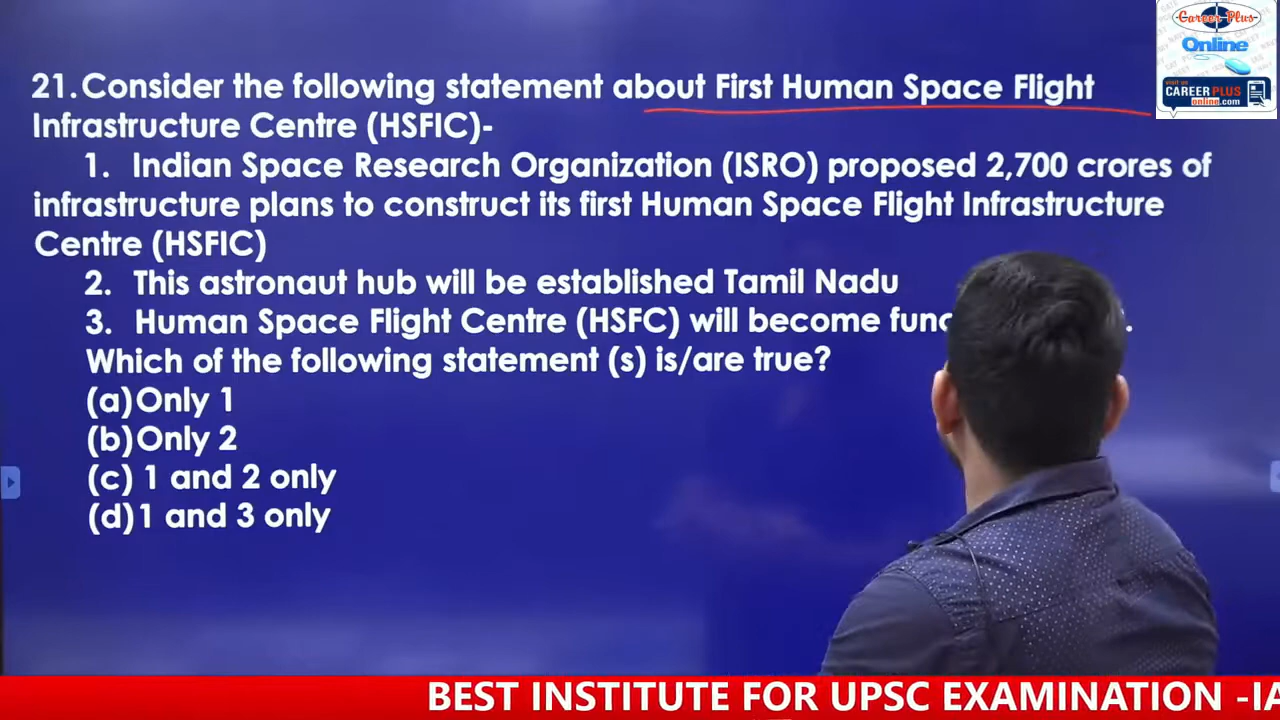 Career Plus
Online
visit us
CAREER PLUS
online.com
21. Consider the following statement about First Human Space Flight
Infrastructure Centre (HSFIC)-
1. Indian Space Research Organization (ISRO) proposed 2,700 crores of
infrastructure plans to construct its first Human Space Flight Infrastructure
Centre (HSFIC)
2. This astronaut hub will be established Tamil Nadu
3. Human Space Flight Centre (HSFC) will become
Which of the following statement (s) is/are true?
(a) Only 1
(b) Only 2
(c) 1 and 2 only
(d) 1 and 3 only
BEST INSTITUTE FOR UPSC EXAMINATION -IA